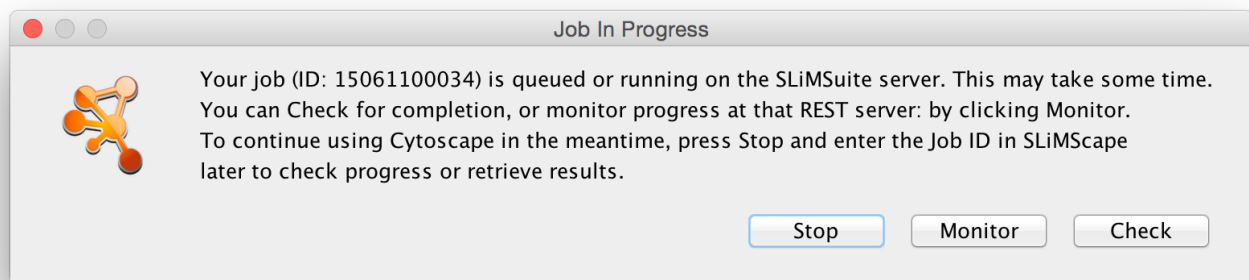 Job In Progress
Your job (ID: 15061100034) is queued or running on the SLiMSuite server. This may take some time.
You can Check for completion, or monitor progress at that REST server: by clicking Monitor.
To continue using Cytoscape in the meantime, press Stop and enter the Job ID in SLiMScape
later to check progress or retrieve results.
Stop Monitor Check